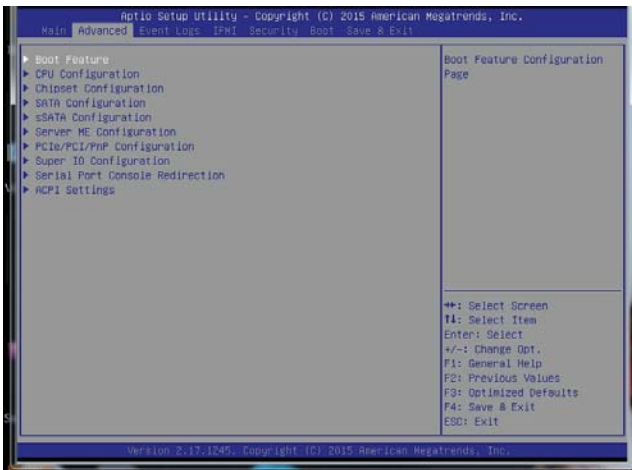 Aptio Setup Utility - Copyright (C) 2015 American Megatrends, Inc.
Main Advanced Event Logs IPMI Security Boot Save & Exit
Boot Feature
CPU Configuration
Chipset Configuration
SATA Configuration
sSATA Configuration
Server ME Configuration
PCIe/PCI/PnP Configuration
Super IO Configuration
Serial Port Console Redirection
ACPI Settings
Boot Feature Configuration
Page
→←: Select Screen
↑↓: Select Item
Enter: Select
+/-: Change Opt.
F1: General Help
F2: Previous Values
F3: Optimized Defaults
F4: Save & Exit
ESC: Exit
Version 2.17.1245. Copyright (C) 2015 American Megatrends, Inc.